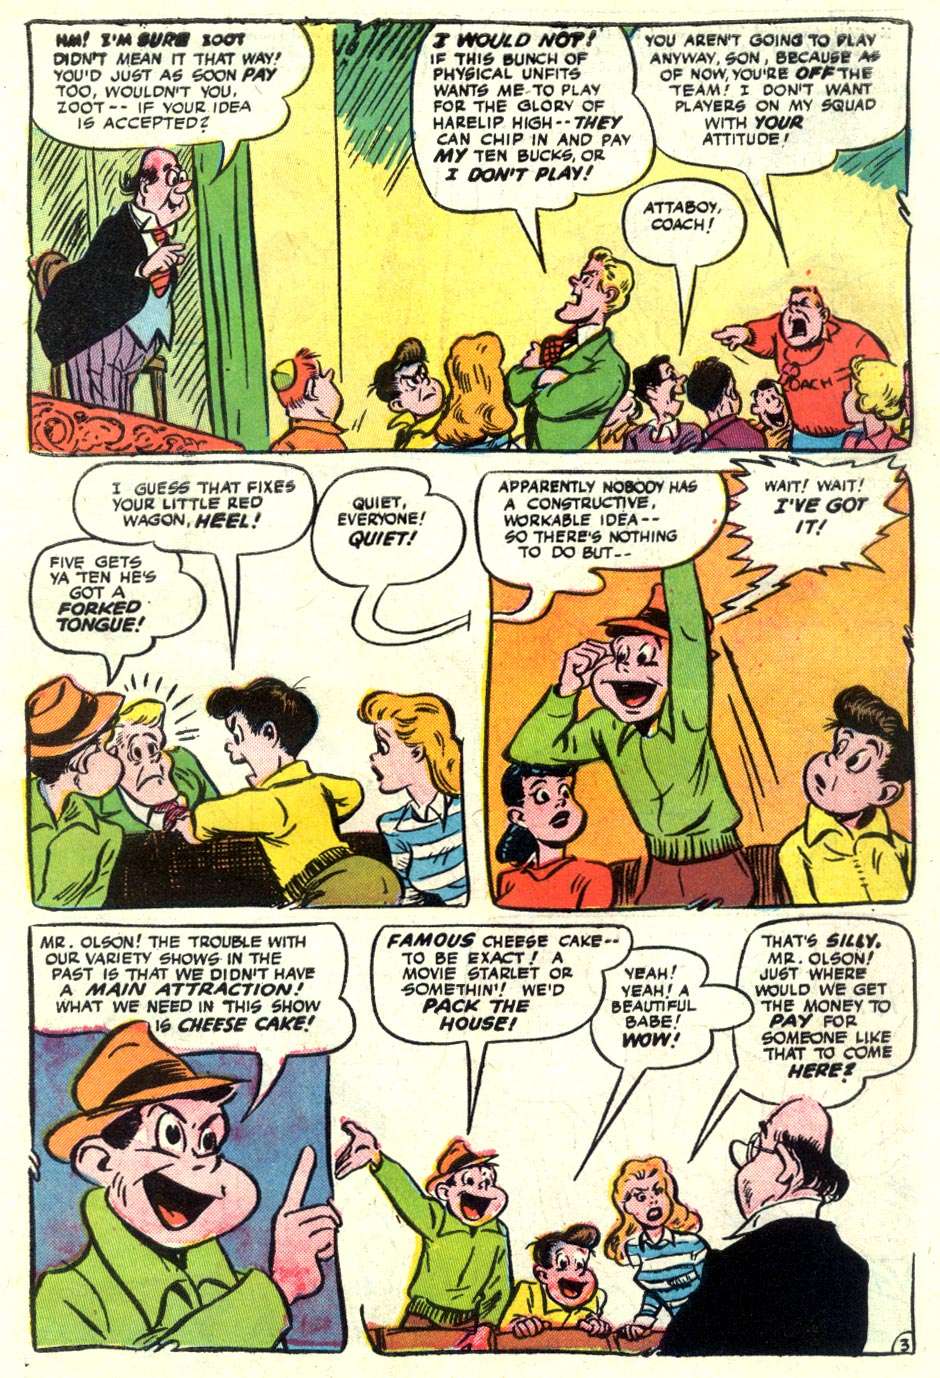 HM! I'M SURE ZOOT
DIDN'T MEAN IT THAT WAY!
YOU'D JUST AS SOON PAY
TOO, WOULDN'T YOU,
ZOOT-- IF YOUR IDEA
IS ACCEPTED?
I WOULD NOT!
IF THIS BUNCH OF
PHYSICAL UNFITS
WANTS ME TO PLAY
FOR THE GLORY OF
HARELIP HIGH--THEY
CAN CHIP IN AND PAY
MY TEN BUCKS, OR
I DON'T PLAY!
ATTABOY,
COACH!
YOU AREN'T GOING TO PLAY
ANYWAY, SON, BECAUSE AS
OF NOW, YOU'RE OFF THE
TEAM! I DON'T WANT
PLAYERS ON MY SQUAD
WITH YOUR
ATTITUDE!
COACH
FIVE GETS
YA TEN HE'S
GOT A
FORKED
TONGUE!
I GUESS THAT FIXES
YOUR LITTLE RED
WAGON, HEEL!
QUIET,
EVERYONE!
QUIET!
APPARENTLY NOBODY HAS
A CONSTRUCTIVE,
WORKABLE IDEA--
SO THERE'S NOTHING
TO DO BUT--
WAIT! WAIT!
I'VE GOT
IT!
MR. OLSON! THE TROUBLE WITH
OUR VARIETY SHOWS IN THE
PAST IS THAT WE DIDN'T HAVE
A MAIN ATTRACTION!
WHAT WE NEED IN THIS SHOW
IS CHEESE CAKE!
FAMOUS CHEESE CAKE--
TO BE EXACT! A
MOVIE STARLET OR
SOMETHIN'! WE'D
PACK THE
HOUSE!
YEAH!
YEAH! A
BEAUTIFUL
BABE!
WOW!
THAT'S SILLY,
MR. OLSON!
JUST WHERE
WOULD WE GET
THE MONEY TO
PAY FOR
SOMEONE LIKE
THAT TO COME
HERE?
3